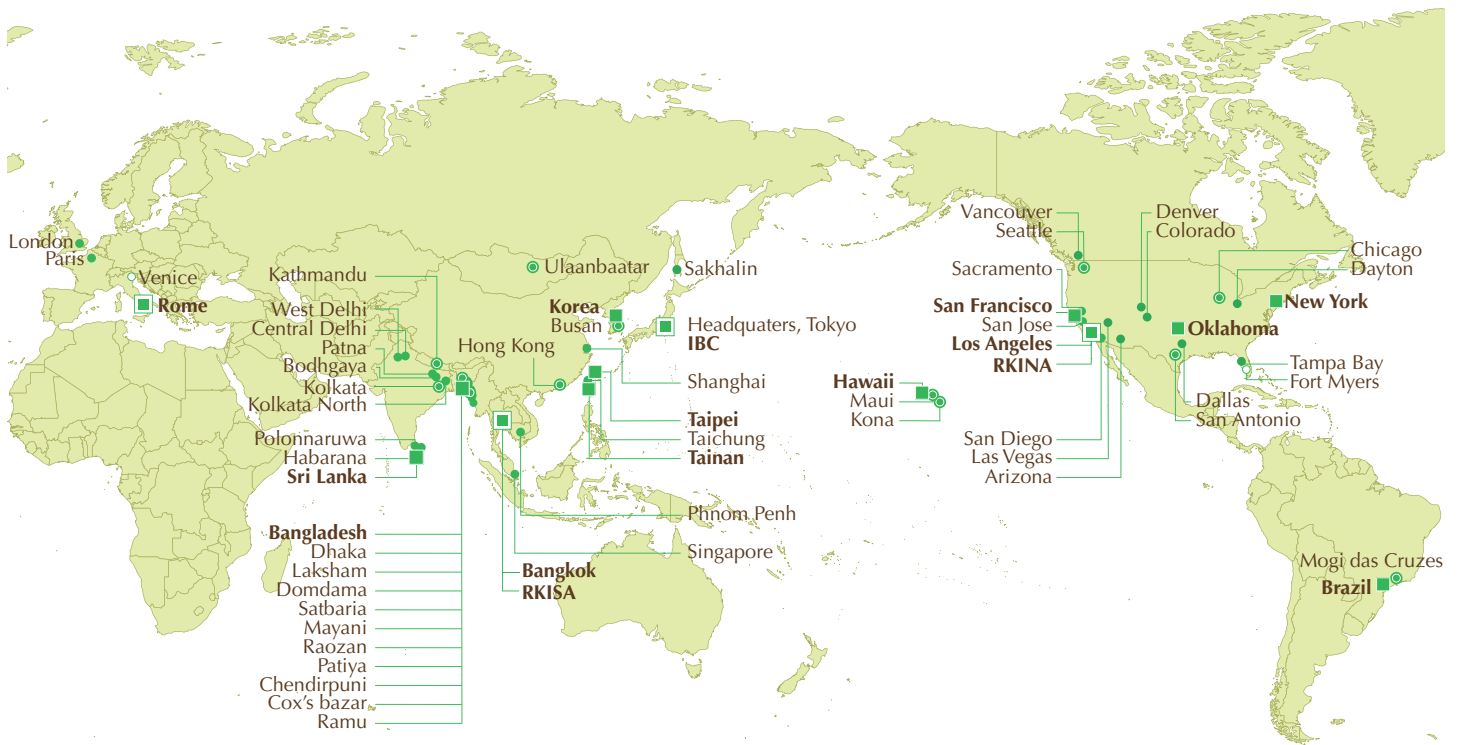 London
Paris
Venice
Rome
Kathmandu
West Delhi
Central Delhi
Patna
Bodhgaya
Kolkata
Kolkata North
Polonnaruwa
Habarana
Sri Lanka
Bangladesh
Dhaka
Laksham
Domdama
Satbaria
Mayani
Raozan
Patiya
Chendirpuni
Cox's bazar
Ramu
Ulaanbaatar
Hong Kong
Korea
Busan
Sakhalin
Headquaters, Tokyo
IBC
Shanghai
Taipei
Taichung
Tainan
Phnom Penh
Singapore
Bangkok
RKISA
Hawaii
Maui
Kona
Vancouver
Seattle
Sacramento
San Francisco
San Jose
Los Angeles
RKINA
San Diego
Las Vegas
Arizona
Denver
Colorado
Chicago
Dayton
New York
Oklahoma
Tampa Bay
Fort Myers
Dallas
San Antonio
Mogi das Cruzes
Brazil